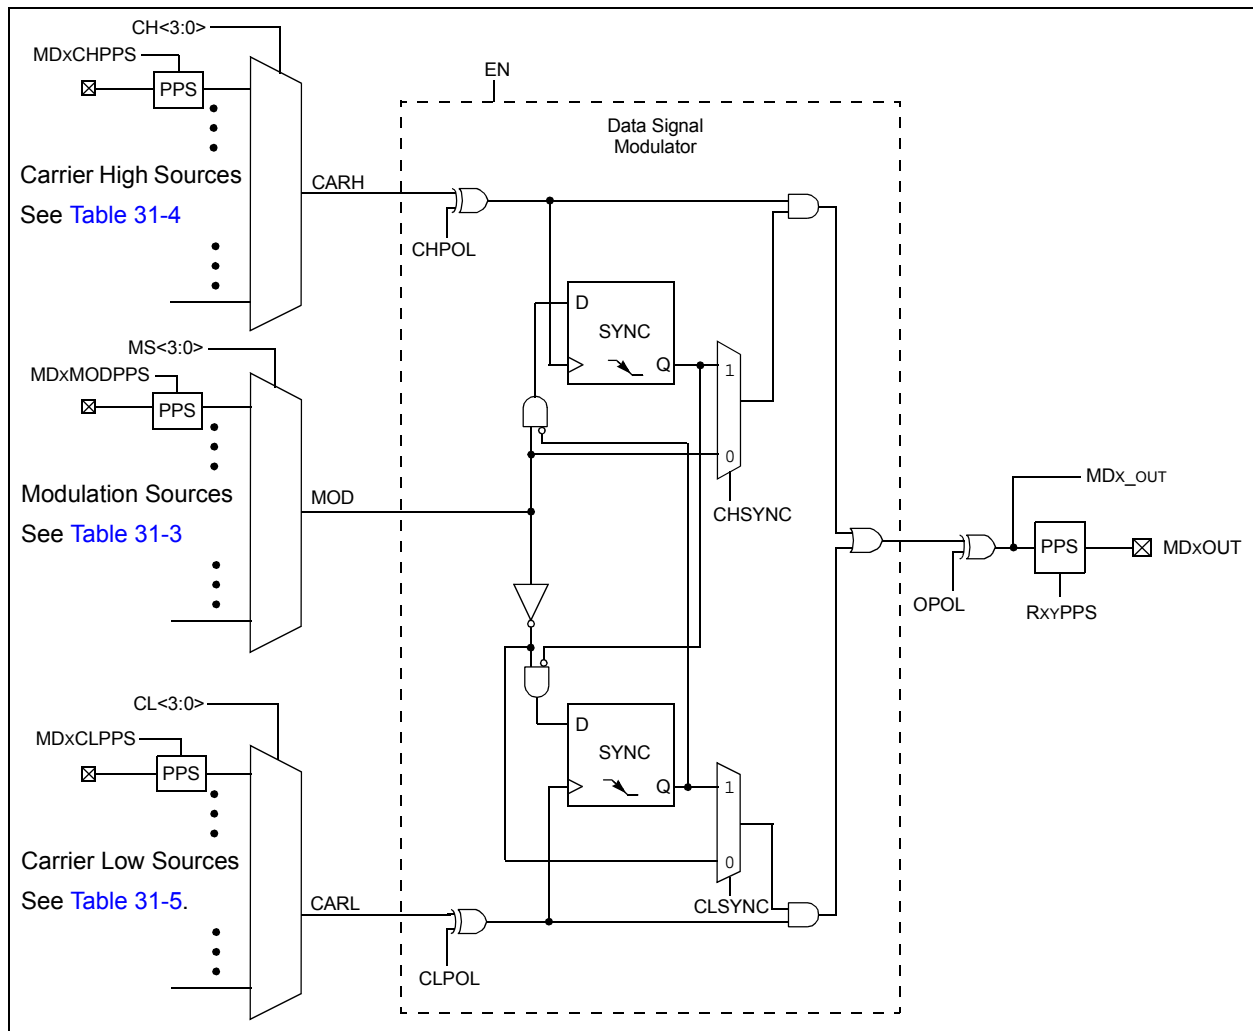 CH<3:0>
MDxCHPPS
PPS
Carrier High Sources
See Table 31-4
CARH
MS<3:0>
MDxMODPPS
PPS
Modulation Sources
See Table 31-3
MOD
CL<3:0>
MDxCLPPS
PPS
Carrier Low Sources
See Table 31-5.
CARL
EN
Data Signal
Modulator
CHPOL
D
SYNC
Q
1
0
CHSYNC
D
SYNC
Q
1
0
CLSYNC
CLPOL
OPOL
MDx_OUT
PPS
MDxOUT
RxyPPS